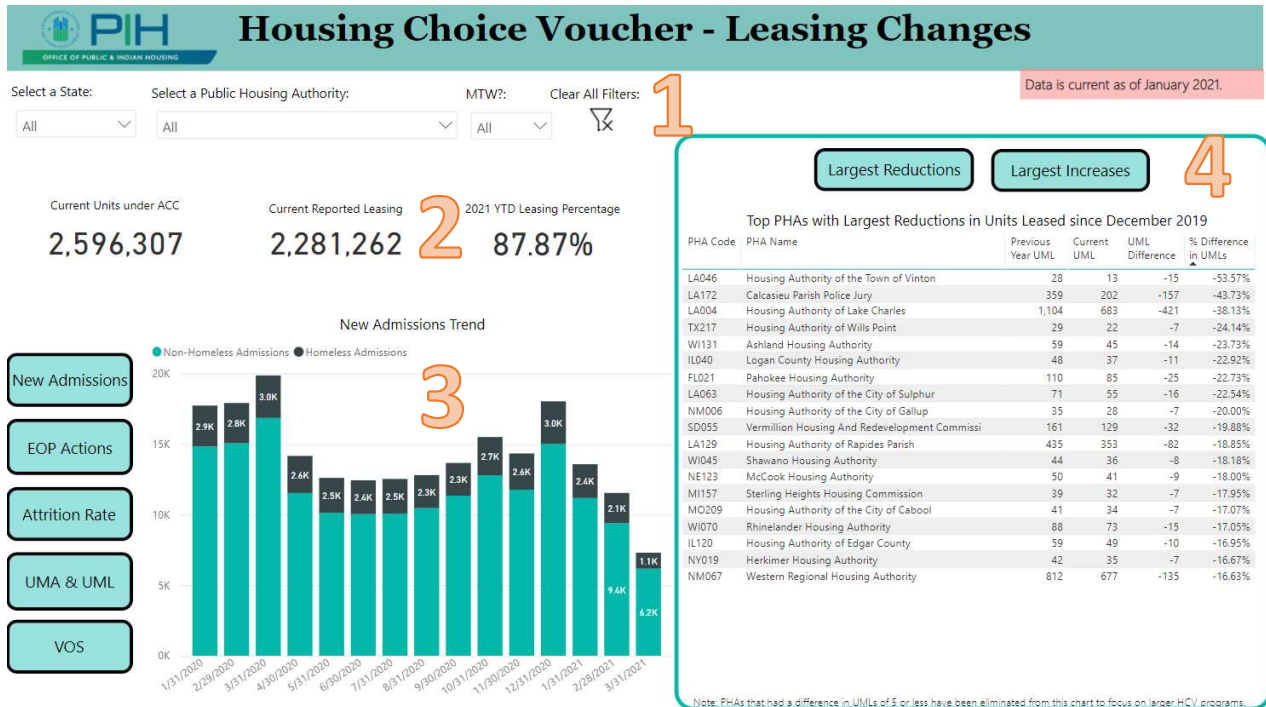 PIH
OFFICE OF PUBLIC & INDIAN HOUSING
Housing Choice Voucher - Leasing Changes
Data is current as of January 2021.
Select a State:
All
Select a Public Housing Authority:
All
MTW?:
All
Clear All Filters:
1
Current Units under ACC
2,596,307
Current Reported Leasing
2,281,262
2
2021 YTD Leasing Percentage
87.87%
New Admissions
EOP Actions
Attrition Rate
UMA & UML
VOS
New Admissions Trend
Non-Homeless Admissions Homeless Admissions
3
20K
15K
10K
5K
0K
2.9K 2.8K 3.0K 2.6K 2.5K 2.4K 2.5K 2.3K 2.3K 2.7K 2.6K 3.0K 2.4K 2.1K 1.1K
9.4K 6.2K
1/31/2020 2/29/2020 3/31/2020 4/30/2020 5/31/2020 6/30/2020 7/31/2020 8/31/2020 9/30/2020 10/31/2020 11/30/2020 12/31/2020 1/31/2021 2/28/2021 3/31/2021
Largest Reductions
Largest Increases
4
Top PHAs with Largest Reductions in Units Leased since December 2019
PHA Code PHA Name Previous Year UML Current UML UML Difference % Difference in UMLs
LA046 Housing Authority of the Town of Vinton 28 13 -15 -53.57%
LA172 Calcasieu Parish Police Jury 359 202 -157 -43.73%
LA004 Housing Authority of Lake Charles 1,104 683 -421 -38.13%
TX217 Housing Authority of Wills Point 29 22 -7 -24.14%
WI131 Ashland Housing Authority 59 45 -14 -23.73%
IL040 Logan County Housing Authority 48 37 -11 -22.92%
FL021 Pahokee Housing Authority 110 85 -25 -22.73%
LA063 Housing Authority of the City of Sulphur 71 55 -16 -22.54%
NM006 Housing Authority of the City of Gallup 35 28 -7 -20.00%
SD055 Vermillion Housing And Redevelopment Commissi 161 129 -32 -19.88%
LA129 Housing Authority of Rapides Parish 435 353 -82 -18.85%
WI045 Shawano Housing Authority 44 36 -8 -18.18%
NE123 McCook Housing Authority 50 41 -9 -18.00%
MI157 Sterling Heights Housing Commission 39 32 -7 -17.95%
MO209 Housing Authority of the City of Cabool 41 34 -7 -17.07%
WI070 Rhinelander Housing Authority 88 73 -15 -17.05%
IL120 Housing Authority of Edgar County 59 49 -10 -16.95%
NY019 Herkimer Housing Authority 42 35 -7 -16.67%
NM067 Western Regional Housing Authority 812 677 -135 -16.63%
Note: PHAs that had a difference in UMLs of 5 or less have been eliminated from this chart to focus on larger HCV programs.